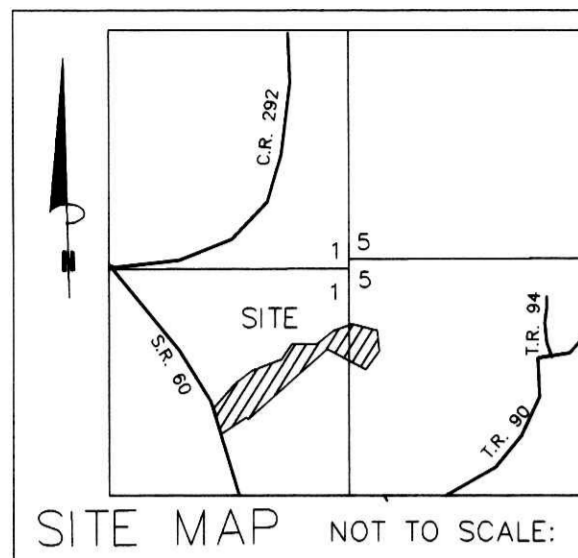 C.R. 292
N
1 5
1 5
SITE
S.R. 60
T.R. 94
T.R. 90
SITE MAP NOT TO SCALE: